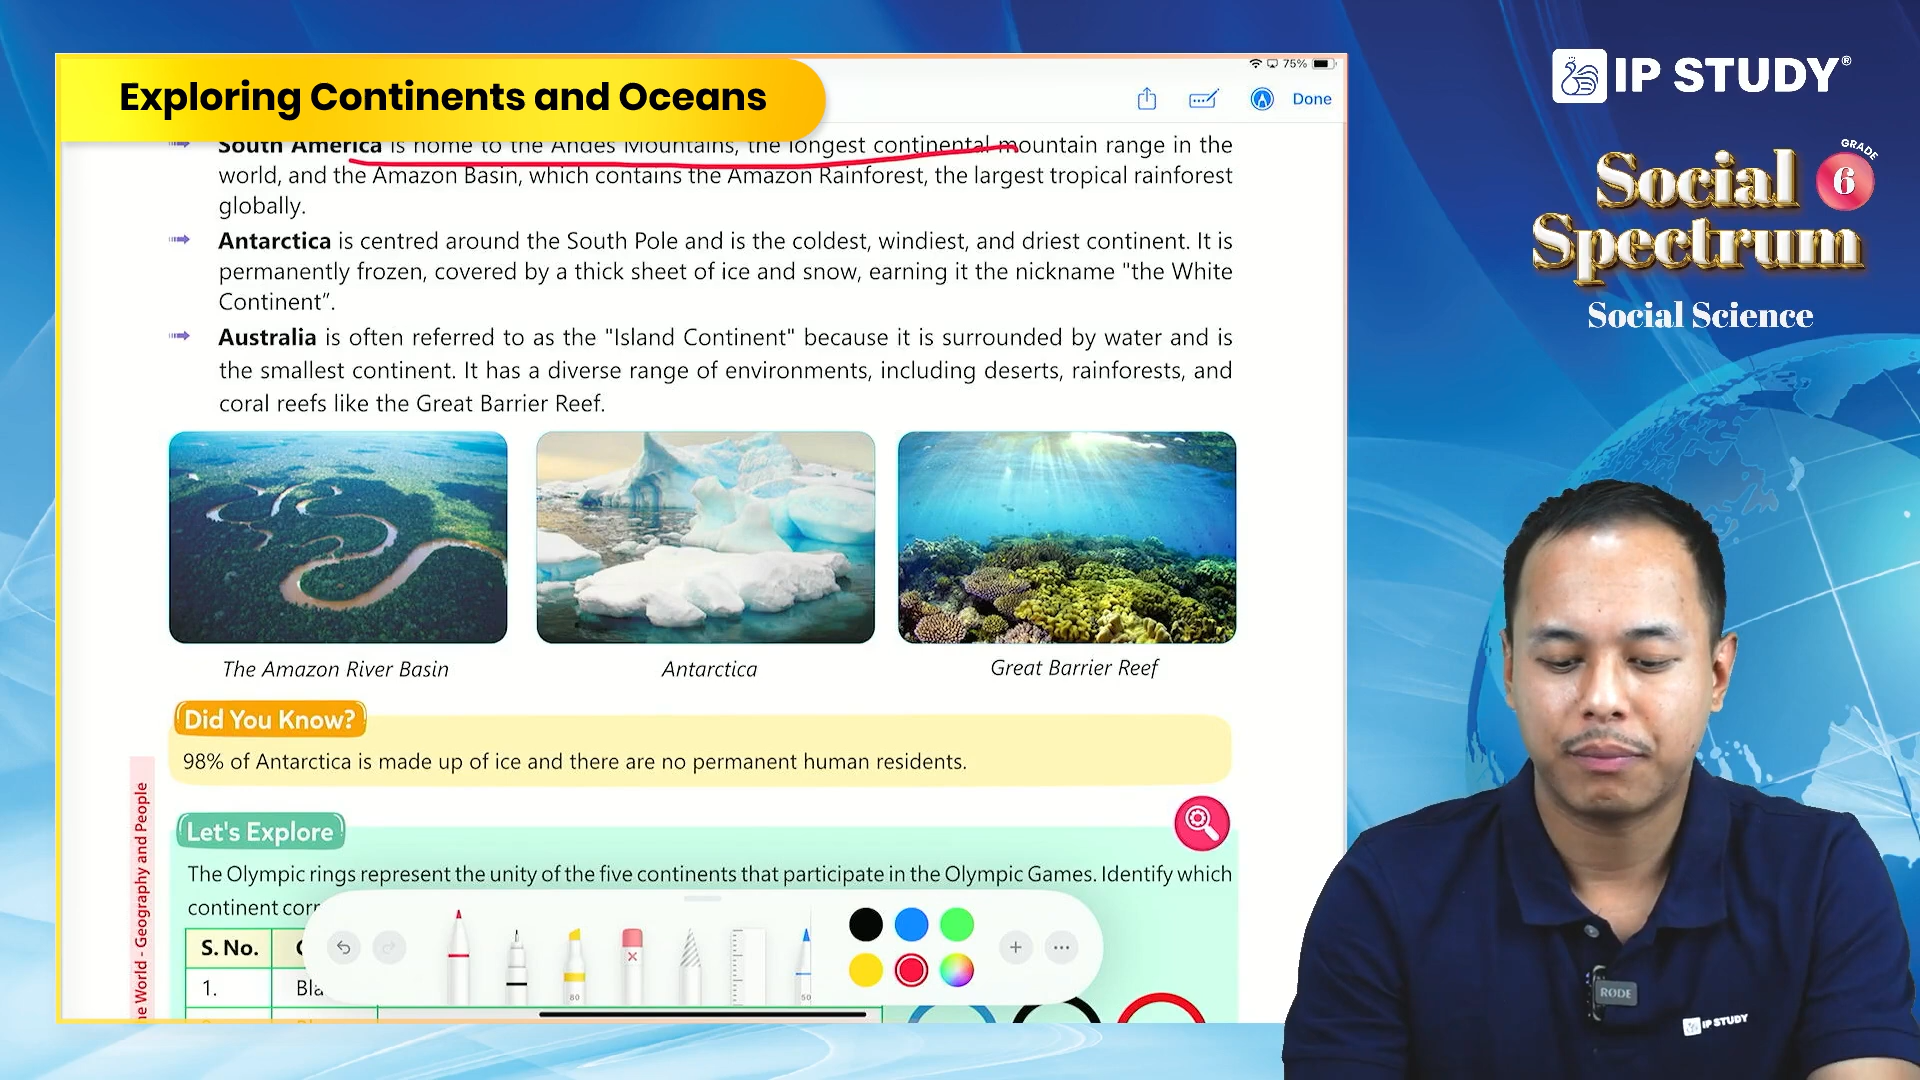 Exploring Continents and Oceans
75%
Done
South America is home to the Andes Mountains, the longest continental mountain range in the
world, and the Amazon Basin, which contains the Amazon Rainforest, the largest tropical rainforest
globally.
Antarctica is centred around the South Pole and is the coldest, windiest, and driest continent. It is
permanently frozen, covered by a thick sheet of ice and snow, earning it the nickname "the White
Continent”.
Australia is often referred to as the "Island Continent" because it is surrounded by water and is
the smallest continent. It has a diverse range of environments, including deserts, rainforests, and
coral reefs like the Great Barrier Reef.
The Amazon River Basin
Antarctica
Great Barrier Reef
Did You Know?
98% of Antarctica is made up of ice and there are no permanent human residents.
Let's Explore
The Olympic rings represent the unity of the five continents that participate in the Olympic Games. Identify which
continent corr
S. No.
1.
Bla
World - Geography and People
80
50
IP STUDY®
GRADE
6
Social
Spectrum
Social Science
RØDE
IP STUDY